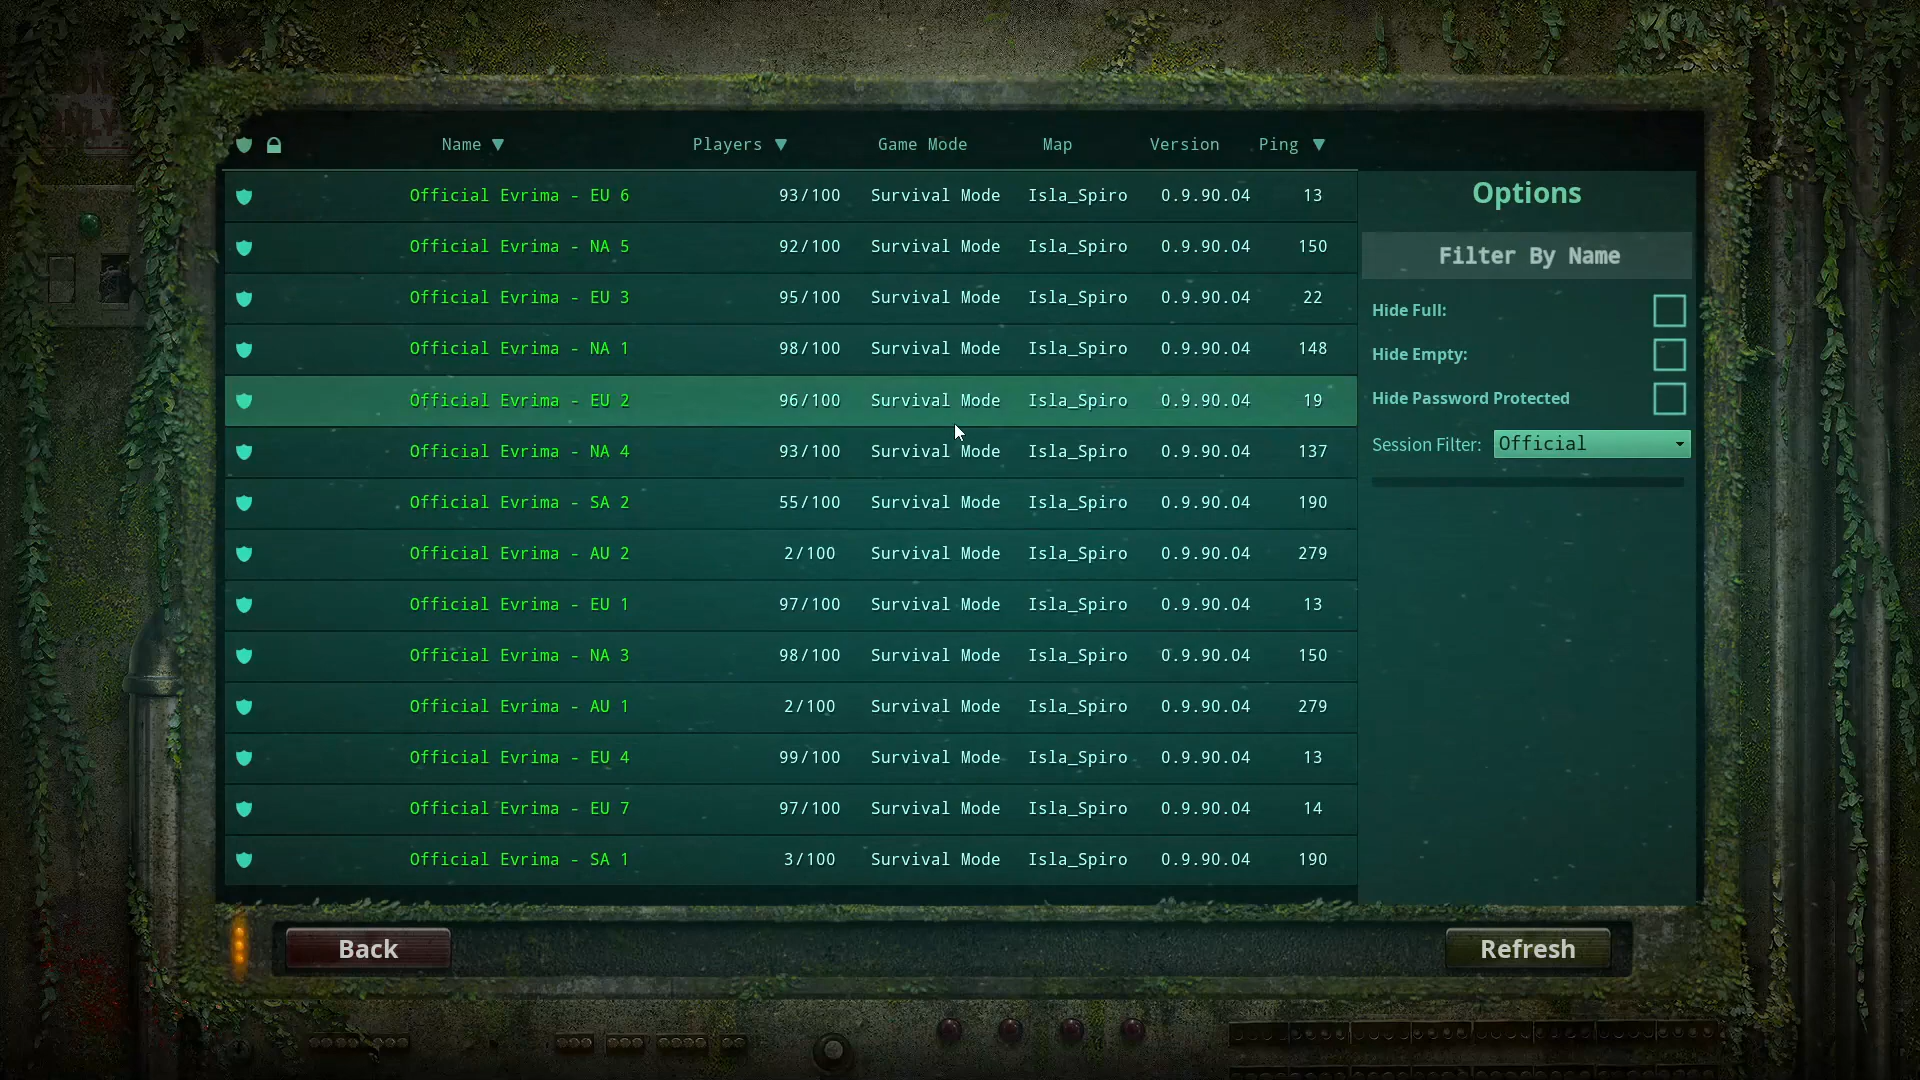 Name ▼ Players ▼ Game Mode Map Version Ping ▼
Official Evrima - EU 6 93/100 Survival Mode Isla_Spiro 0.9.90.04 13
Official Evrima - NA 5 92/100 Survival Mode Isla_Spiro 0.9.90.04 150
Official Evrima - EU 3 95/100 Survival Mode Isla_Spiro 0.9.90.04 22
Official Evrima - NA 1 98/100 Survival Mode Isla_Spiro 0.9.90.04 148
Official Evrima - EU 2 96/100 Survival Mode Isla_Spiro 0.9.90.04 19
Official Evrima - NA 4 93/100 Survival Mode Isla_Spiro 0.9.90.04 137
Official Evrima - SA 2 55/100 Survival Mode Isla_Spiro 0.9.90.04 190
Official Evrima - AU 2 2/100 Survival Mode Isla_Spiro 0.9.90.04 279
Official Evrima - EU 1 97/100 Survival Mode Isla_Spiro 0.9.90.04 13
Official Evrima - NA 3 98/100 Survival Mode Isla_Spiro 0.9.90.04 150
Official Evrima - AU 1 2/100 Survival Mode Isla_Spiro 0.9.90.04 279
Official Evrima - EU 4 99/100 Survival Mode Isla_Spiro 0.9.90.04 13
Official Evrima - EU 7 97/100 Survival Mode Isla_Spiro 0.9.90.04 14
Official Evrima - SA 1 3/100 Survival Mode Isla_Spiro 0.9.90.04 190
Options
Filter By Name
Hide Full:
Hide Empty:
Hide Password Protected
Session Filter: Official
Back
Refresh